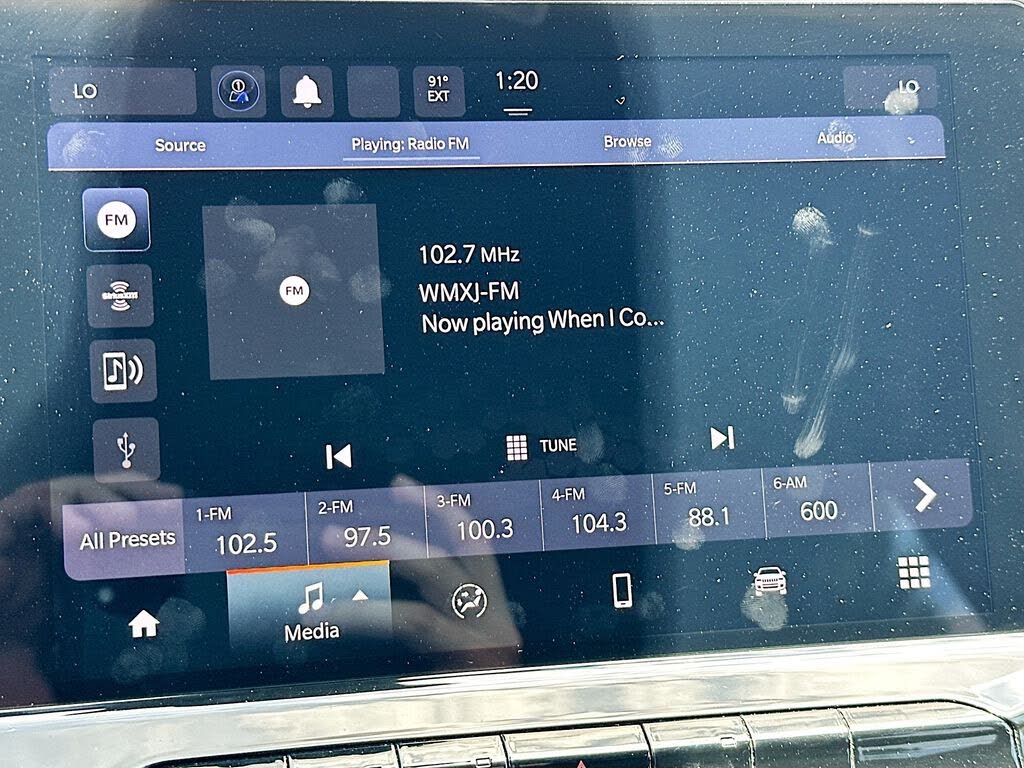 LO
91°
EXT
1:20
LO
Source
Playing: Radio FM
Browse
Audio
FM
SiriusXM
FM
102.7 MHz
WMXJ-FM
Now playing When I Co...
TUNE
All Presets
1-FM
102.5
2-FM
97.5
3-FM
100.3
4-FM
104.3
5-FM
88.1
6-AM
600
Media